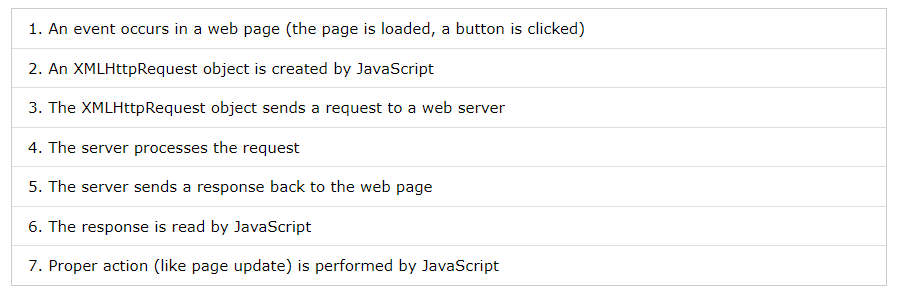 1. An event occurs in a web page (the page is loaded, a button is clicked)
2. An XMLHttpRequest object is created by JavaScript
3. The XMLHttpRequest object sends a request to a web server
4. The server processes the request
5. The server sends a response back to the web page
6. The response is read by JavaScript
7. Proper action (like page update) is performed by JavaScript